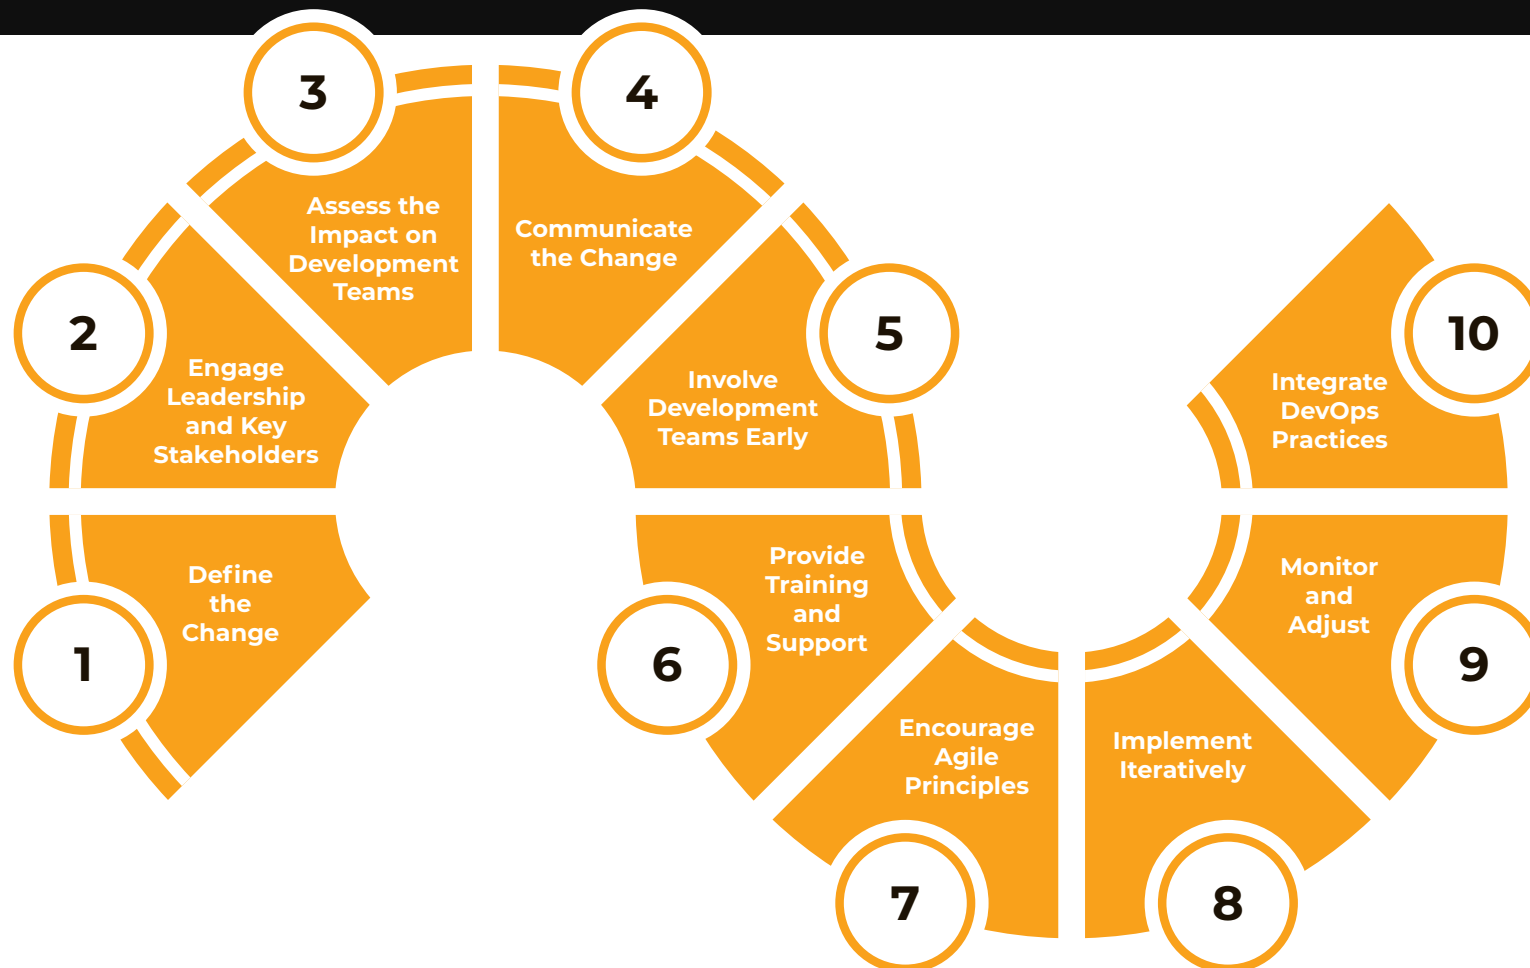 1
Define
the
Change
2
Engage
Leadership
and Key
Stakeholders
3
Assess the
Impact on
Development
Teams
4
Communicate
the Change
5
Involve
Development
Teams Early
6
Provide
Training
and
Support
7
Encourage
Agile
Principles
8
Implement
Iteratively
9
Monitor
and
Adjust
10
Integrate
DevOps
Practices